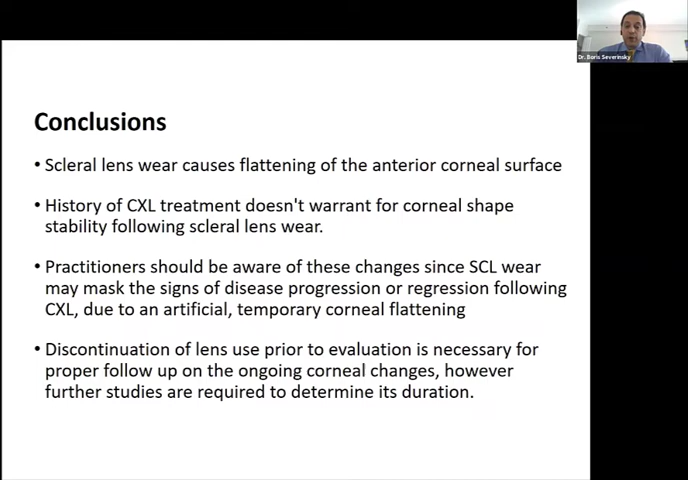 Dr. Boris Severinsky
Conclusions
• Scleral lens wear causes flattening of the anterior corneal surface
• History of CXL treatment doesn't warrant for corneal shape
stability following scleral lens wear.
• Practitioners should be aware of these changes since SCL wear
may mask the signs of disease progression or regression following
CXL, due to an artificial, temporary corneal flattening
• Discontinuation of lens use prior to evaluation is necessary for
proper follow up on the ongoing corneal changes, however
further studies are required to determine its duration.